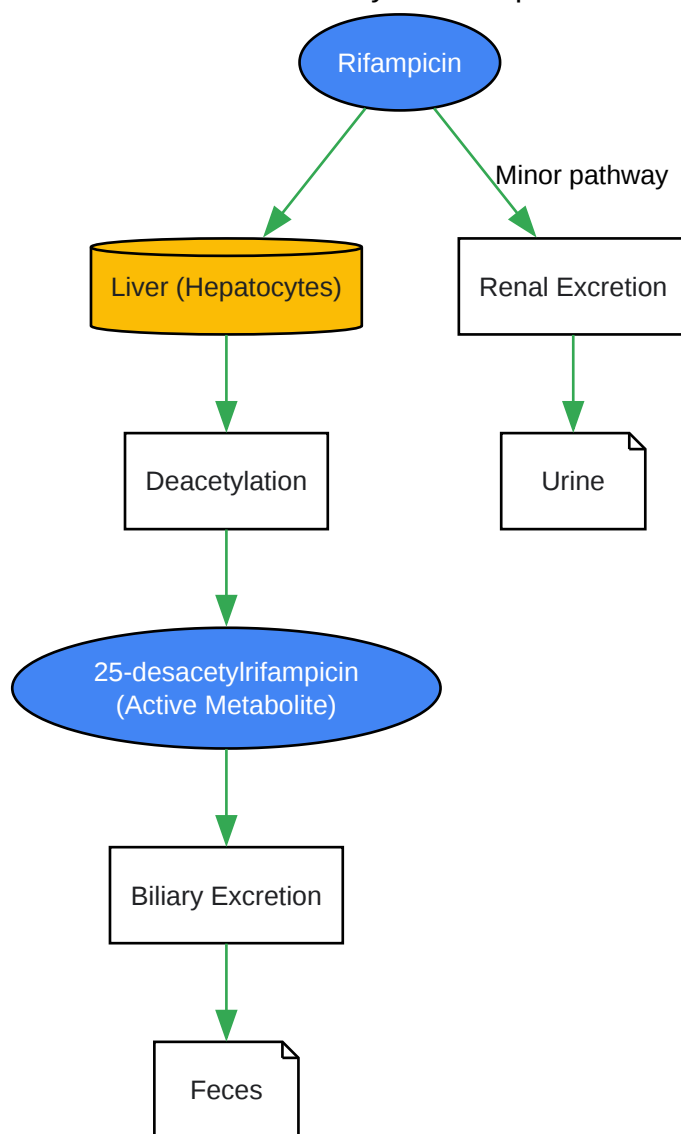 Rifampicin
Minor pathway
Liver (Hepatocytes)
Renal Excretion
Deacetylation
Urine
25-desacetylrifampicin
(Active Metabolite)
Biliary Excretion
Feces